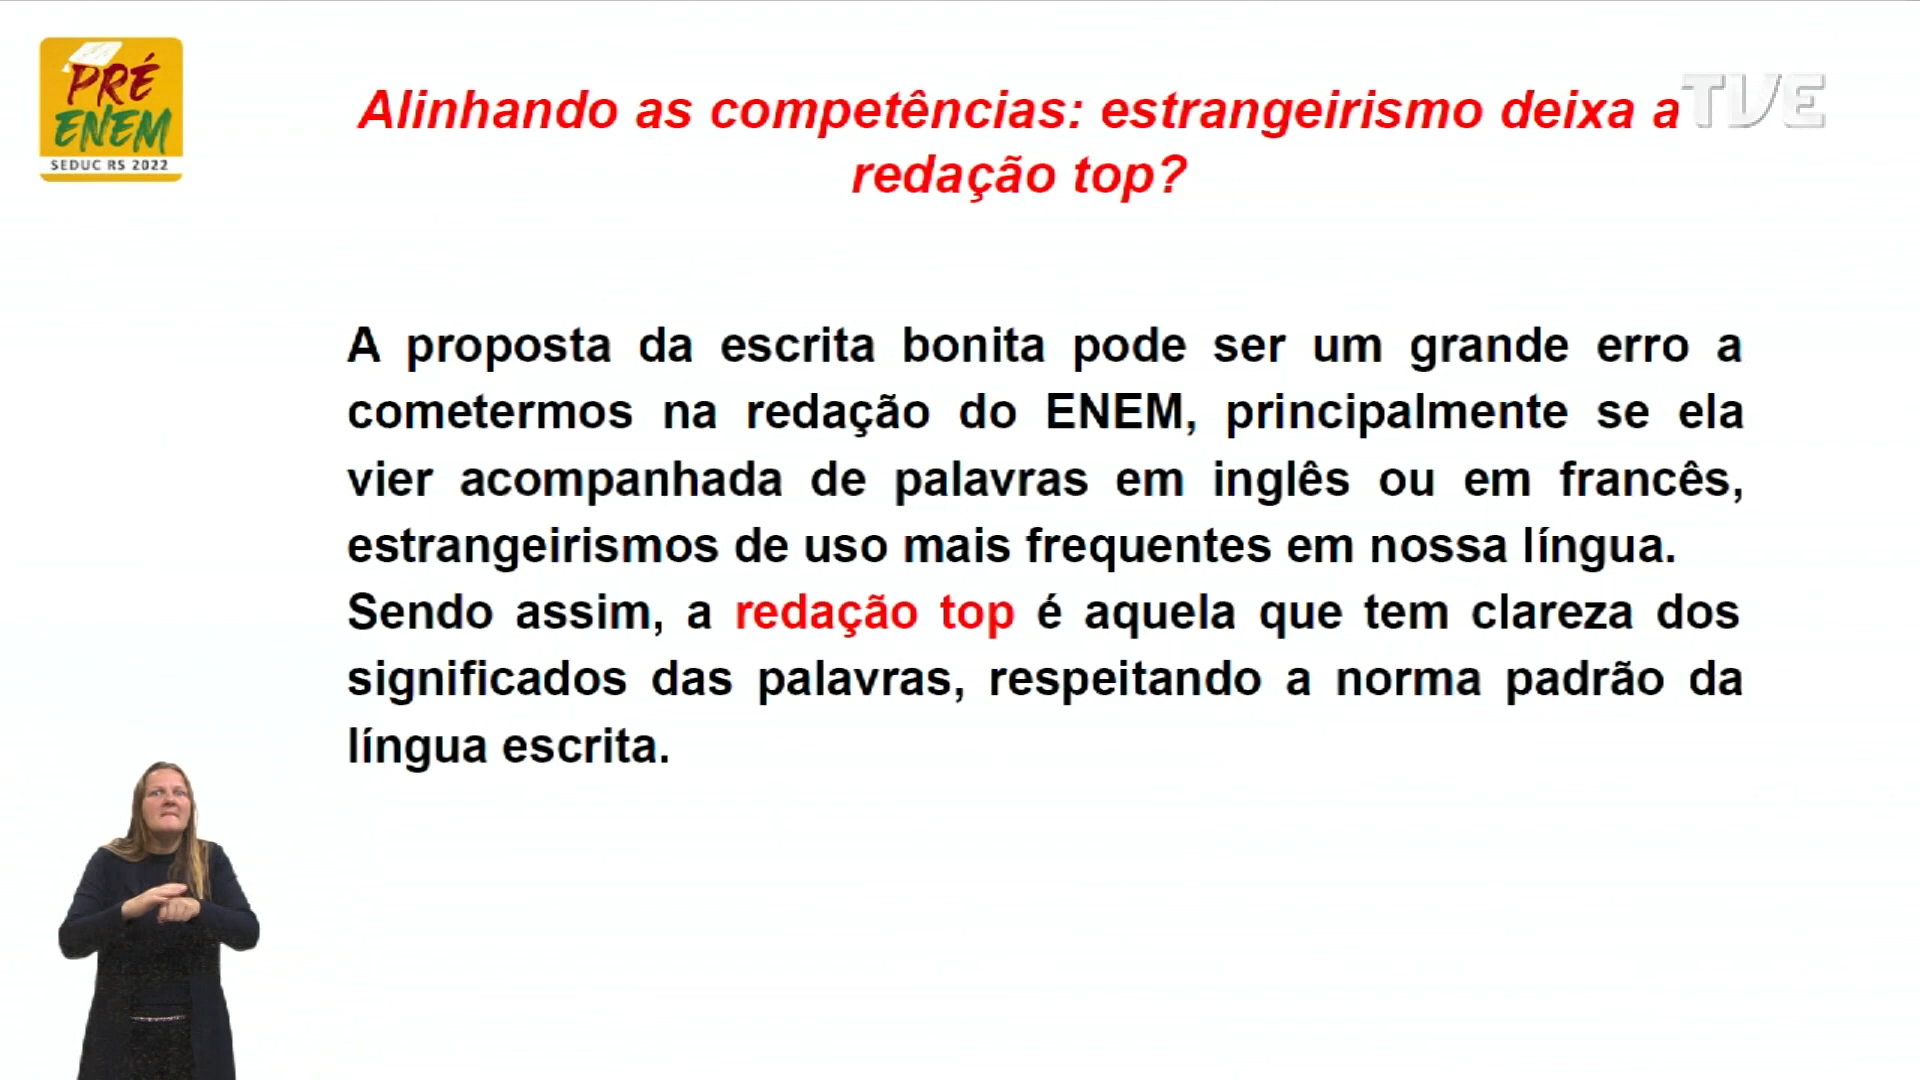 PRÉ
ENEM
SEDUC RS 2022
Alinhando as competências: estrangeirismo deixa a
redação top?
TVE
A proposta da escrita bonita pode ser um grande erro a
cometermos na redação do ENEM, principalmente se ela
vier acompanhada de palavras em inglês ou em francês,
estrangeirismos de uso mais frequentes em nossa língua.
Sendo assim, a redação top é aquela que tem clareza dos
significados das palavras, respeitando a norma padrão da
língua escrita.